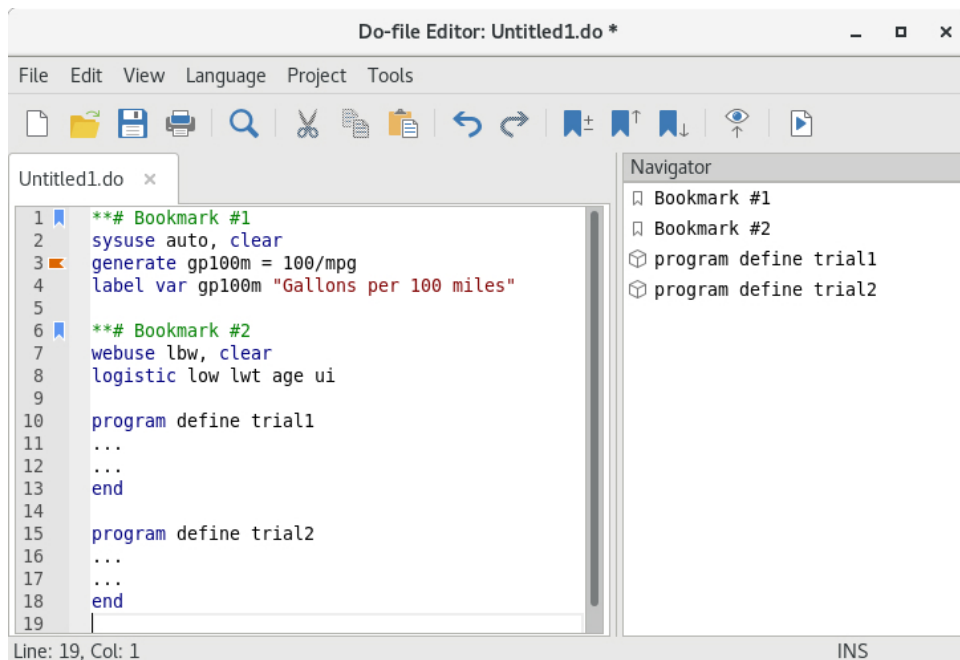 Do-file Editor: Untitled1.do *
File Edit View Language Project Tools
Untitled1.do
1 **# Bookmark #1
2 sysuse auto, clear
3 generate gp100m = 100/mpg
4 label var gp100m "Gallons per 100 miles"
5
6 **# Bookmark #2
7 webuse lbw, clear
8 logistic low lwt age ui
9
10 program define trial1
11 ...
12 ...
13 end
14
15 program define trial2
16 ...
17 ...
18 end
19
Navigator
Bookmark #1
Bookmark #2
program define trial1
program define trial2
Line: 19, Col: 1 INS